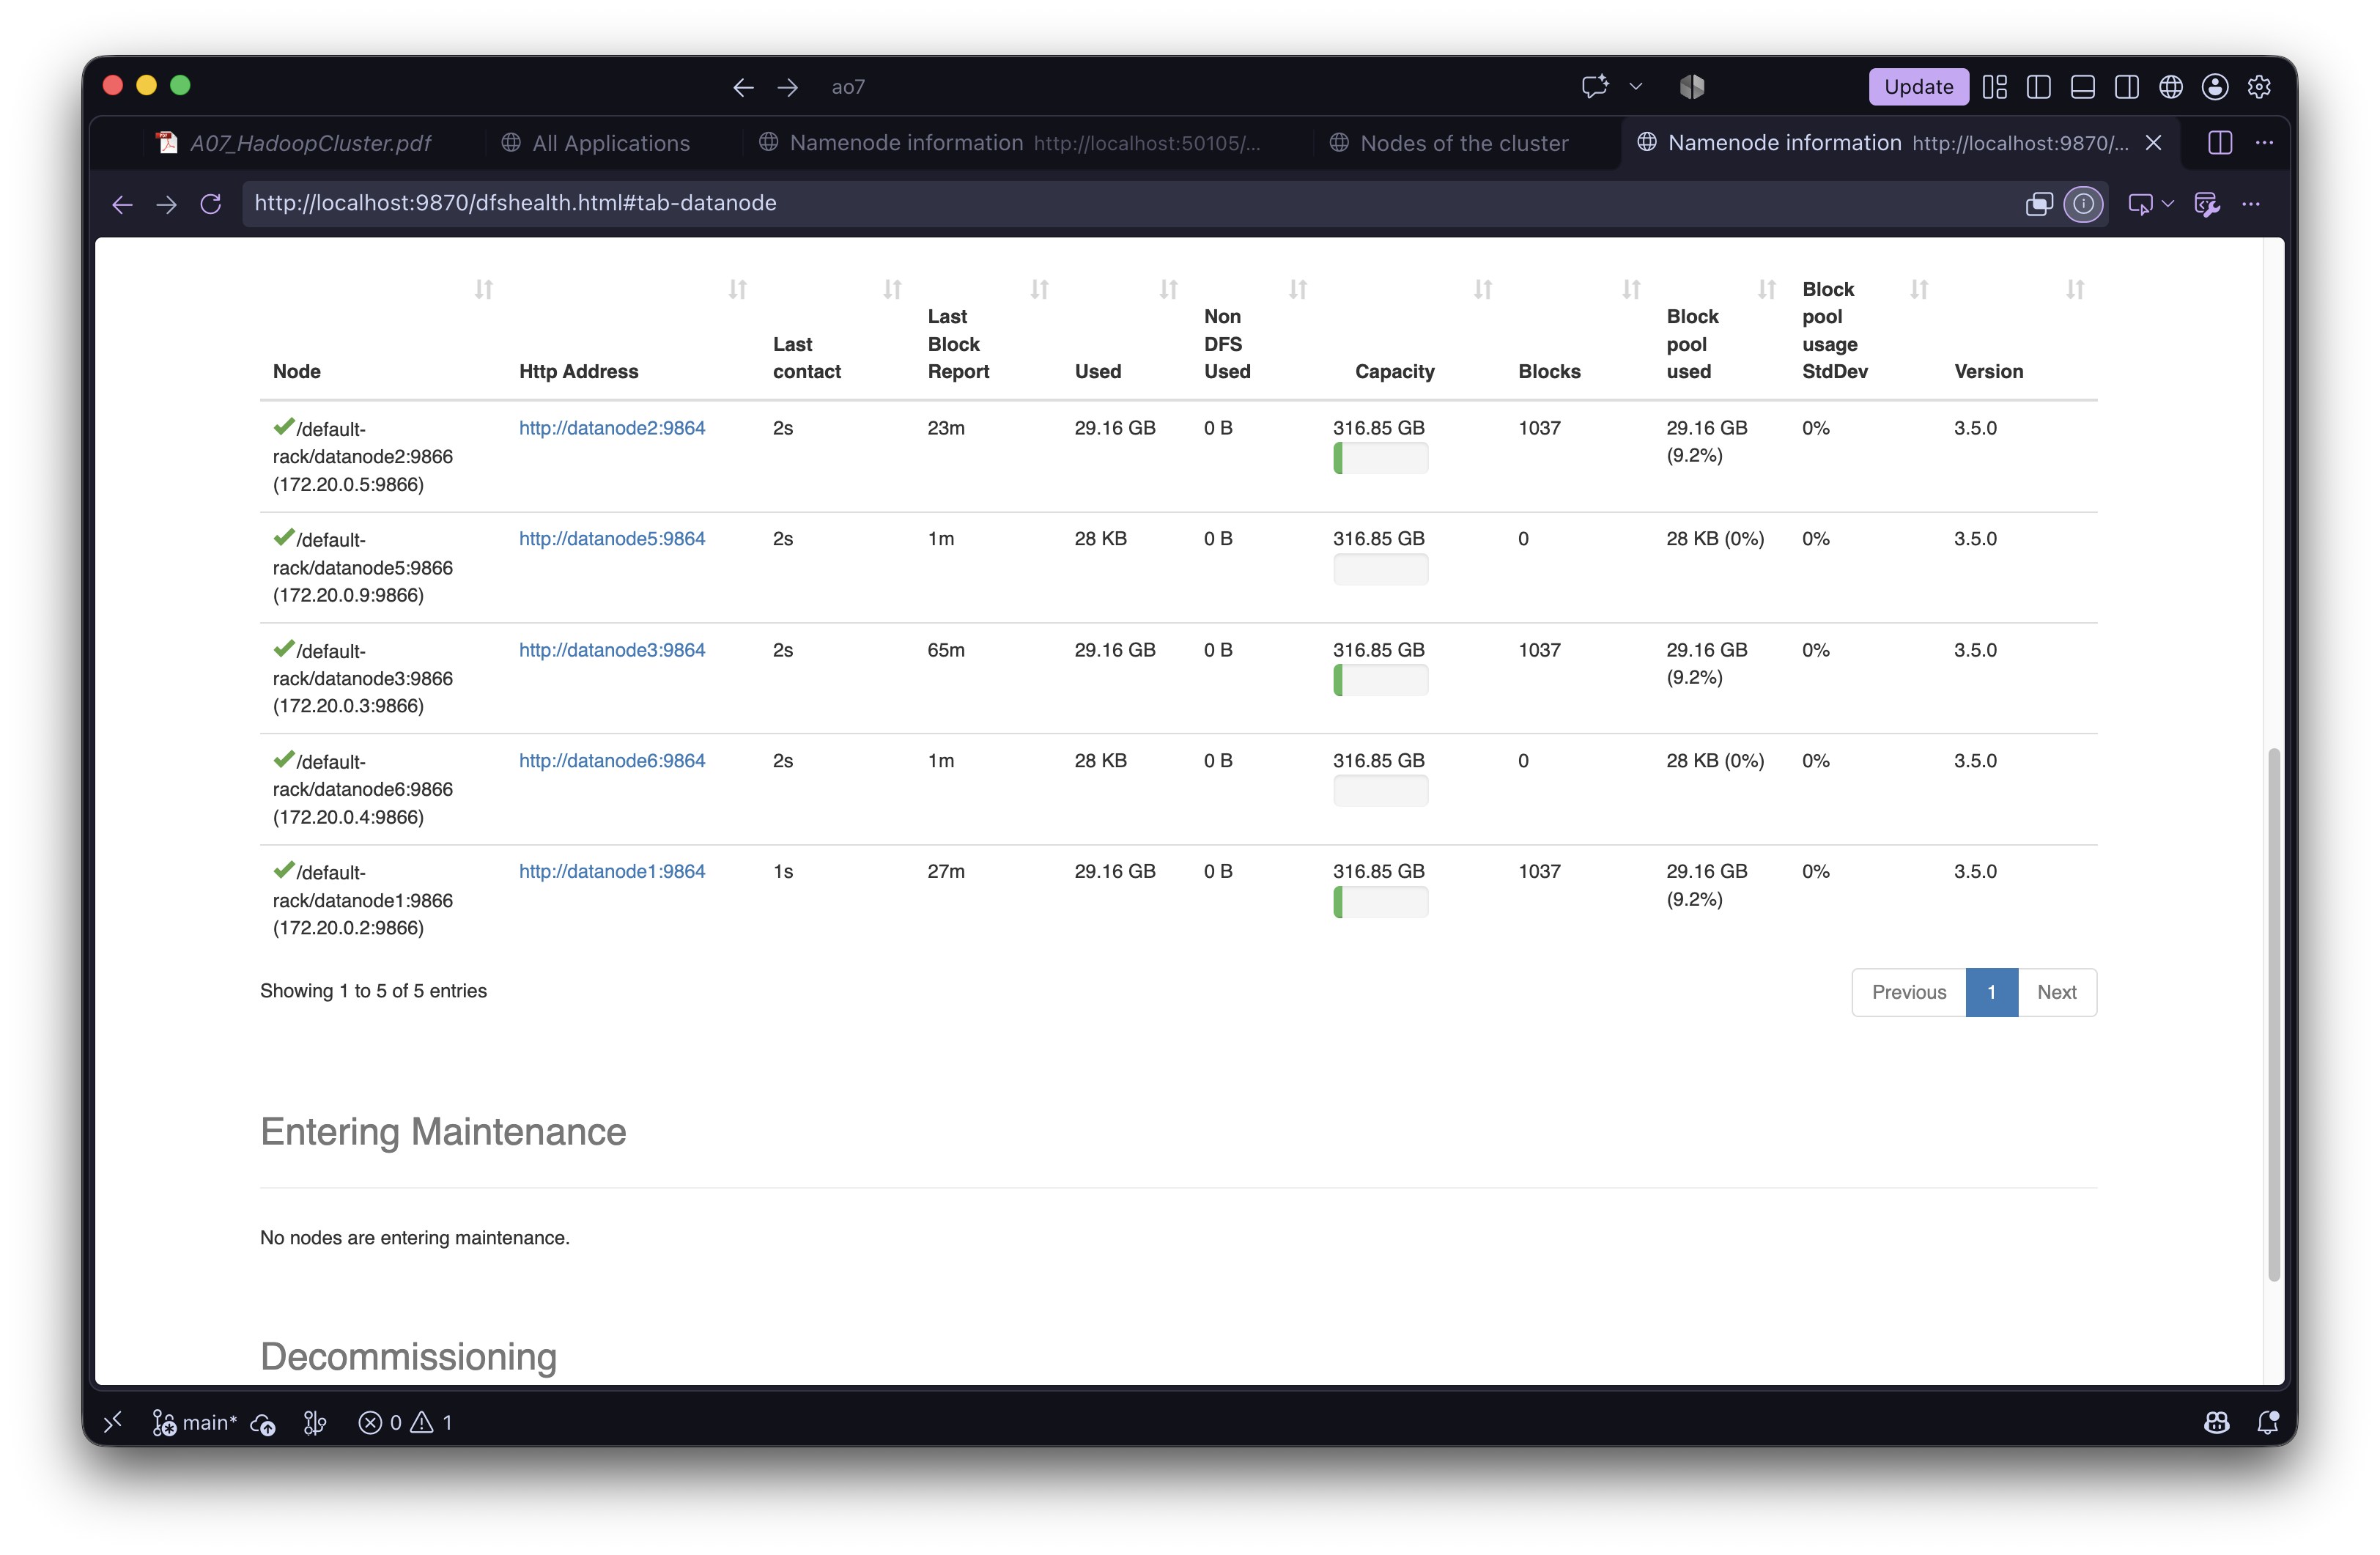 ao7
Update
A07_HadoopCluster.pdf
All Applications
Namenode information http://localhost:50105/...
Nodes of the cluster
Namenode information http://localhost:9870/...
http://localhost:9870/dfshealth.html#tab-datanode
Node Http Address Last contact Last Block Report Used Non DFS Used Capacity Blocks Block pool used Block pool usage StdDev Version
/default- http://datanode2:9864 2s 23m 29.16 GB 0 B 316.85 GB 1037 29.16 GB 0% 3.5.0
rack/datanode2:9866 (9.2%)
(172.20.0.5:9866)
/default- http://datanode5:9864 2s 1m 28 KB 0 B 316.85 GB 0 28 KB (0%) 0% 3.5.0
rack/datanode5:9866
(172.20.0.9:9866)
/default- http://datanode3:9864 2s 65m 29.16 GB 0 B 316.85 GB 1037 29.16 GB 0% 3.5.0
rack/datanode3:9866 (9.2%)
(172.20.0.3:9866)
/default- http://datanode6:9864 2s 1m 28 KB 0 B 316.85 GB 0 28 KB (0%) 0% 3.5.0
rack/datanode6:9866
(172.20.0.4:9866)
/default- http://datanode1:9864 1s 27m 29.16 GB 0 B 316.85 GB 1037 29.16 GB 0% 3.5.0
rack/datanode1:9866 (9.2%)
(172.20.0.2:9866)
Showing 1 to 5 of 5 entries
Previous 1 Next
Entering Maintenance
No nodes are entering maintenance.
Decommissioning
main* 0 1